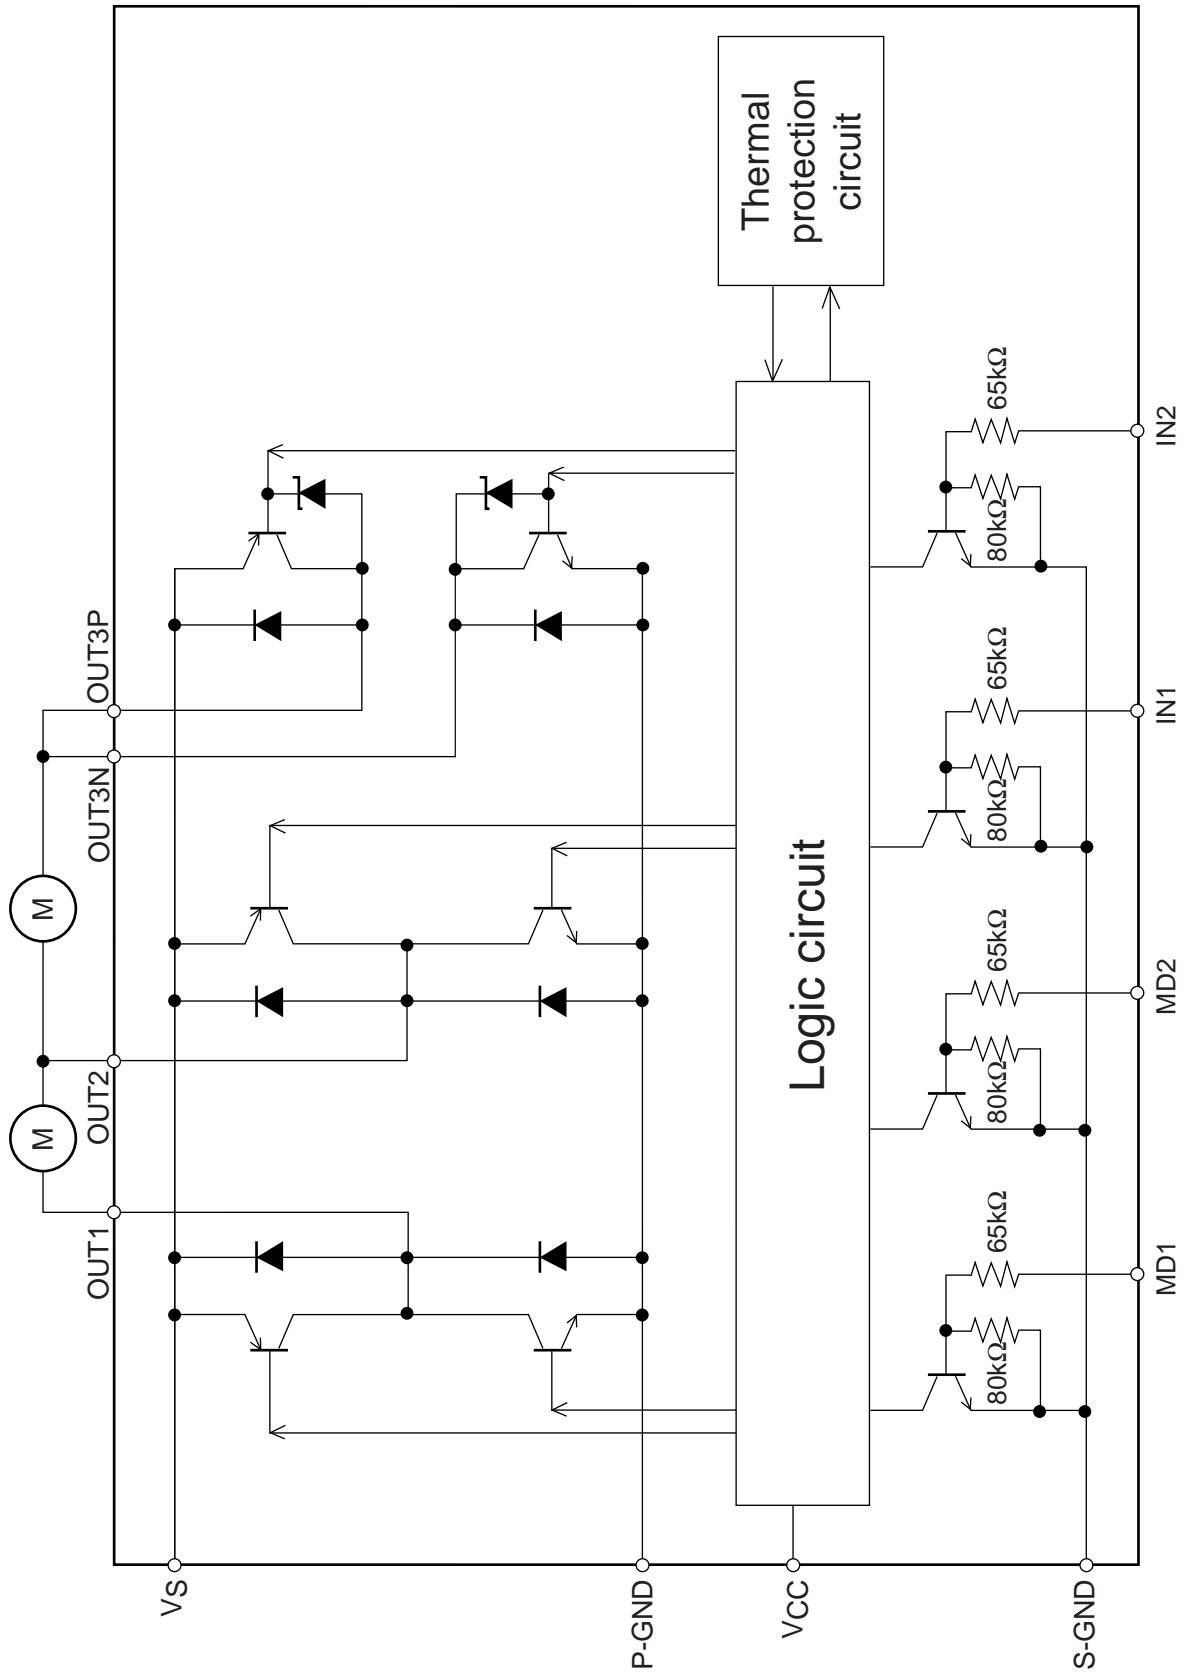 VS
P-GND
VCC
S-GND
OUT1
M
OUT2
M
OUT3N
OUT3P
Logic circuit
Thermal
protection
circuit
80kΩ
65kΩ
MD1
80kΩ
65kΩ
MD2
80kΩ
65kΩ
IN1
80kΩ
65kΩ
IN2